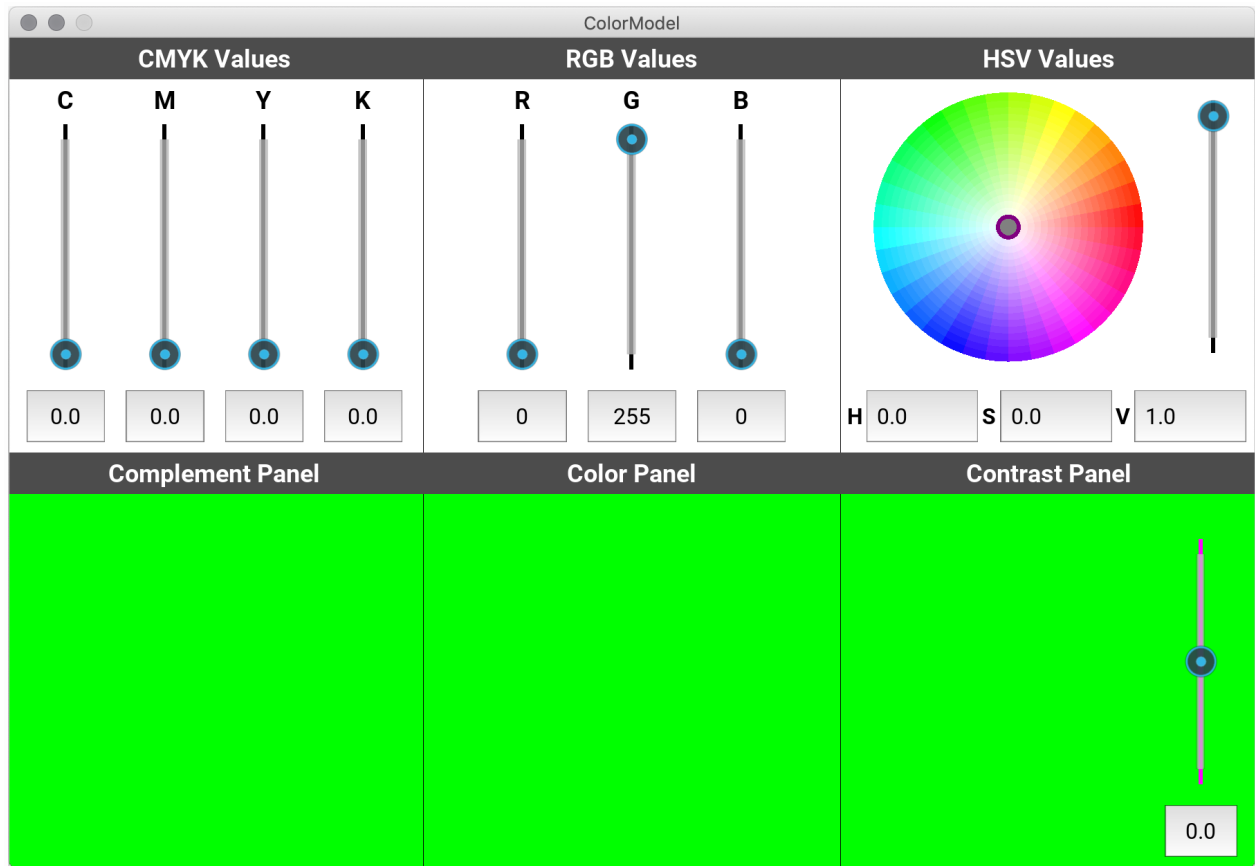 ColorModel
CMYK Values RGB Values HSV Values
C M Y K R G B
0.0 0.0 0.0 0.0 0 255 0 H 0.0 S 0.0 V 1.0
Complement Panel Color Panel Contrast Panel
0.0